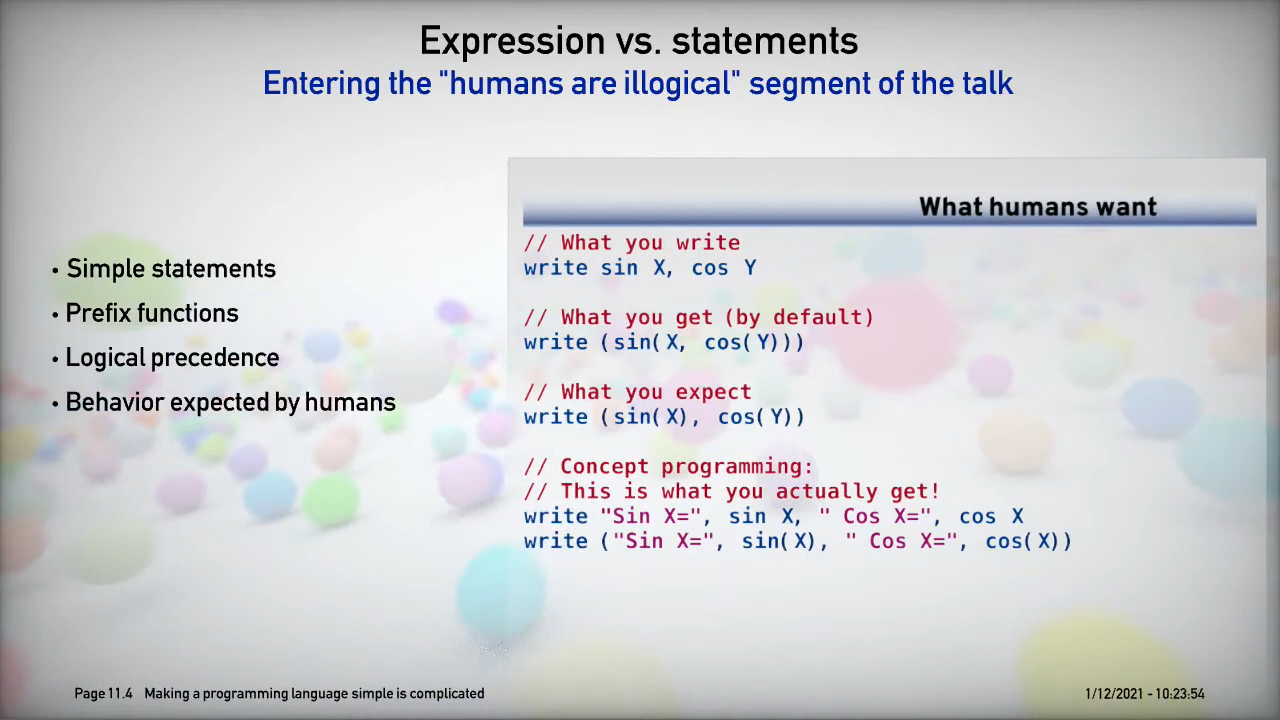 Expression vs. statements
Entering the "humans are illogical" segment of the talk
• Simple statements
• Prefix functions
• Logical precedence
• Behavior expected by humans
What humans want
// What you write
write sin X, cos Y
// What you get (by default)
write (sin(X, cos(Y)))
// What you expect
write (sin(X), cos(Y))
// Concept programming:
// This is what you actually get!
write "Sin X=", sin X, " Cos X=", cos X
write ("Sin X=", sin(X), " Cos X=", cos(X))
Page 11.4 Making a programming language simple is complicated
1/12/2021 - 10:23:54